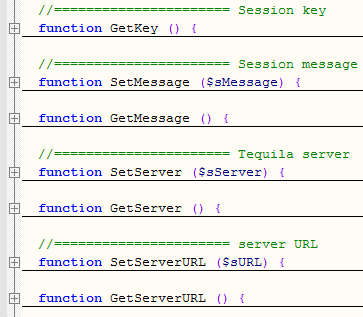 //====================== Session key
function GetKey () {
//====================== Session message
function SetMessage ($sMessage) {
function GetMessage () {
//====================== Tequila server
function SetServer ($sServer) {
function GetServer () {
//====================== server URL
function SetServerURL ($sURL) {
function GetServerURL () {